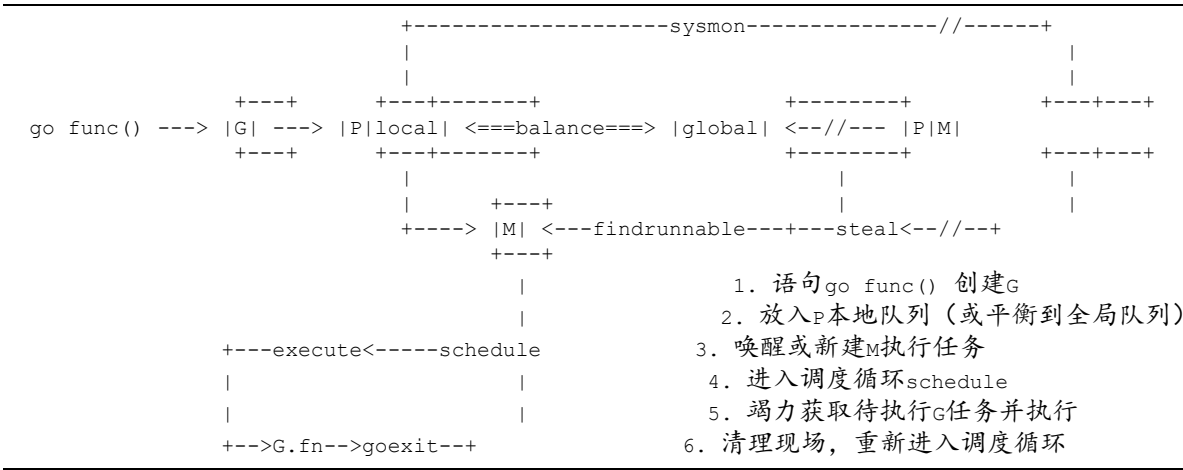 +-------------------sysmon---------------//------+
|                                                |
|                                                |
+---+      +---+-------+                   +--------+          +---+---+
go func() ---> |G| ---> |P|local| <===balance===> |global| <--//--- |P|M|
+---+      +---+-------+                   +--------+          +---+---+
|                                |                 |
|      +---+                     |                 |
+----> |M| <---findrunnable---+---steal<--//--+
+---+
|                1. 语句go func() 创建G
|                2. 放入P本地队列（或平衡到全局队列）
+---execute<-----schedule            3. 唤醒或新建M执行任务
|                      |             4. 进入调度循环schedule
|                      |             5. 竭力获取待执行G任务并执行
+-->G.fn-->goexit--+                 6. 清理现场，重新进入调度循环